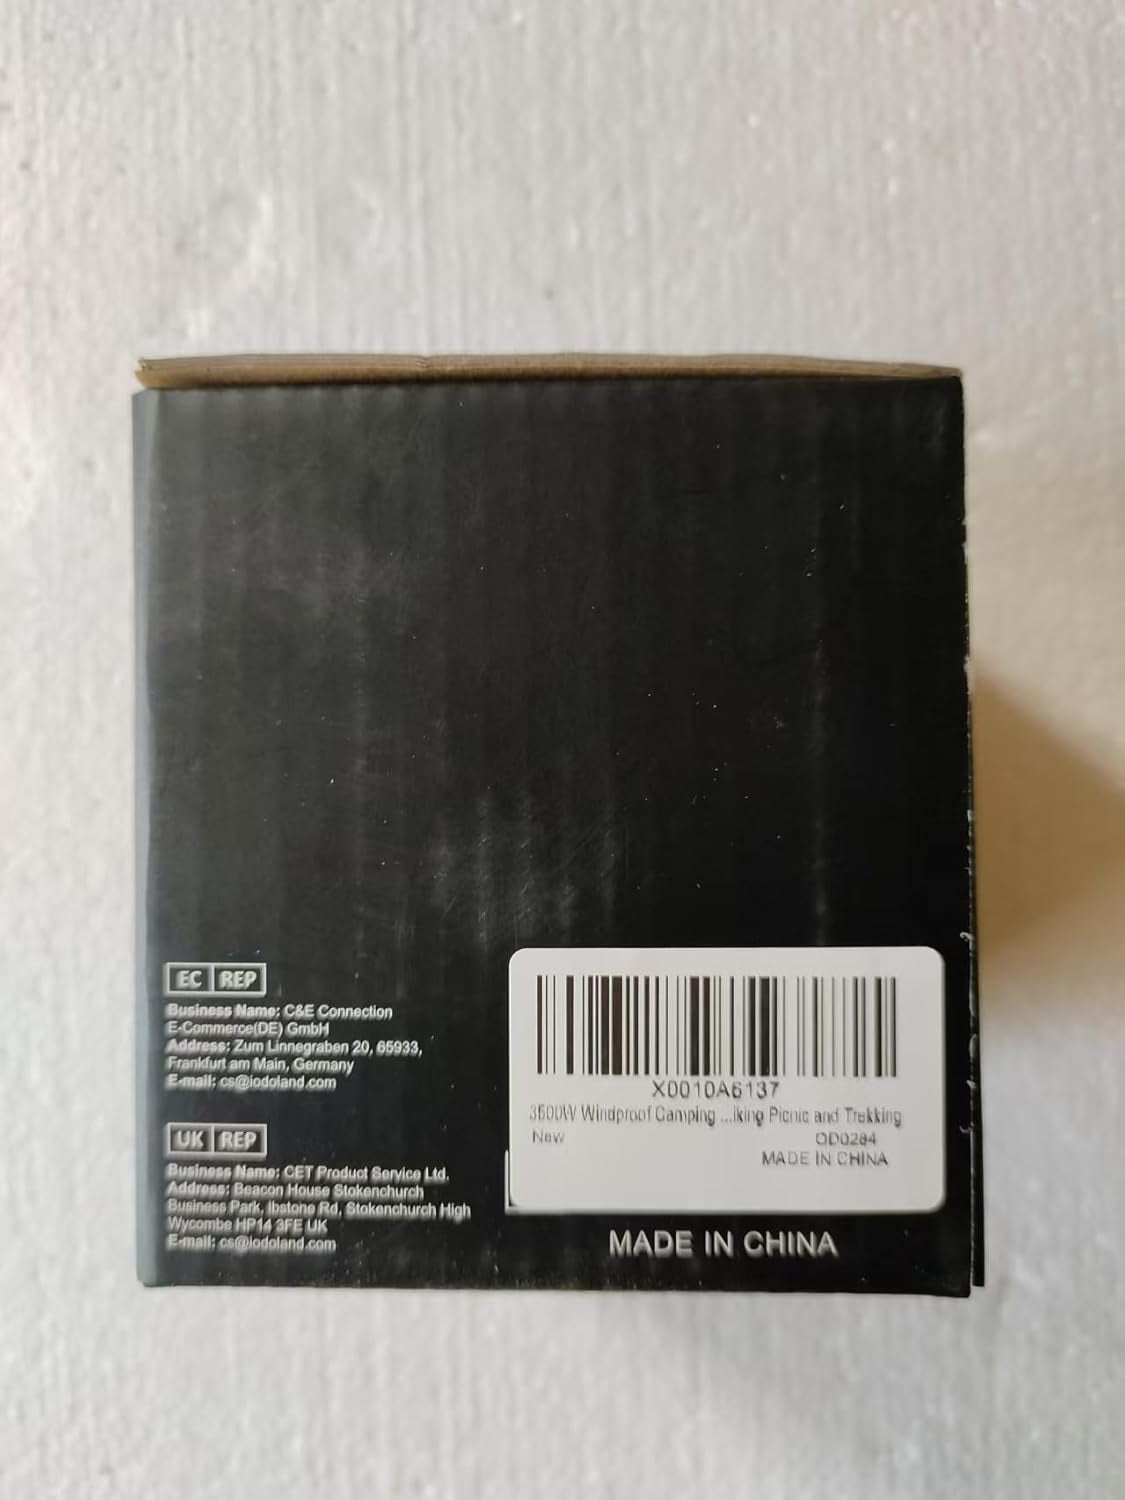 EC REP
Business Name: C&E Connection
E-Commerce(DE) GmbH
Address: Zum Linnegraben 20, 65933,
Frankfurt am Main, Germany
E-mail: cs@iodoland.com
UK REP
Business Name: CET Product Service Ltd.
Address: Beacon House Stokenchurch
Business Park, Ibstone Rd, Stokenchurch High
Wycombe HP14 3FE UK
E-mail: cs@iodoland.com
X0010A6137
3500W Windproof Camping ...iking Picnic and Trekking
New
OD0284
MADE IN CHINA
MADE IN CHINA